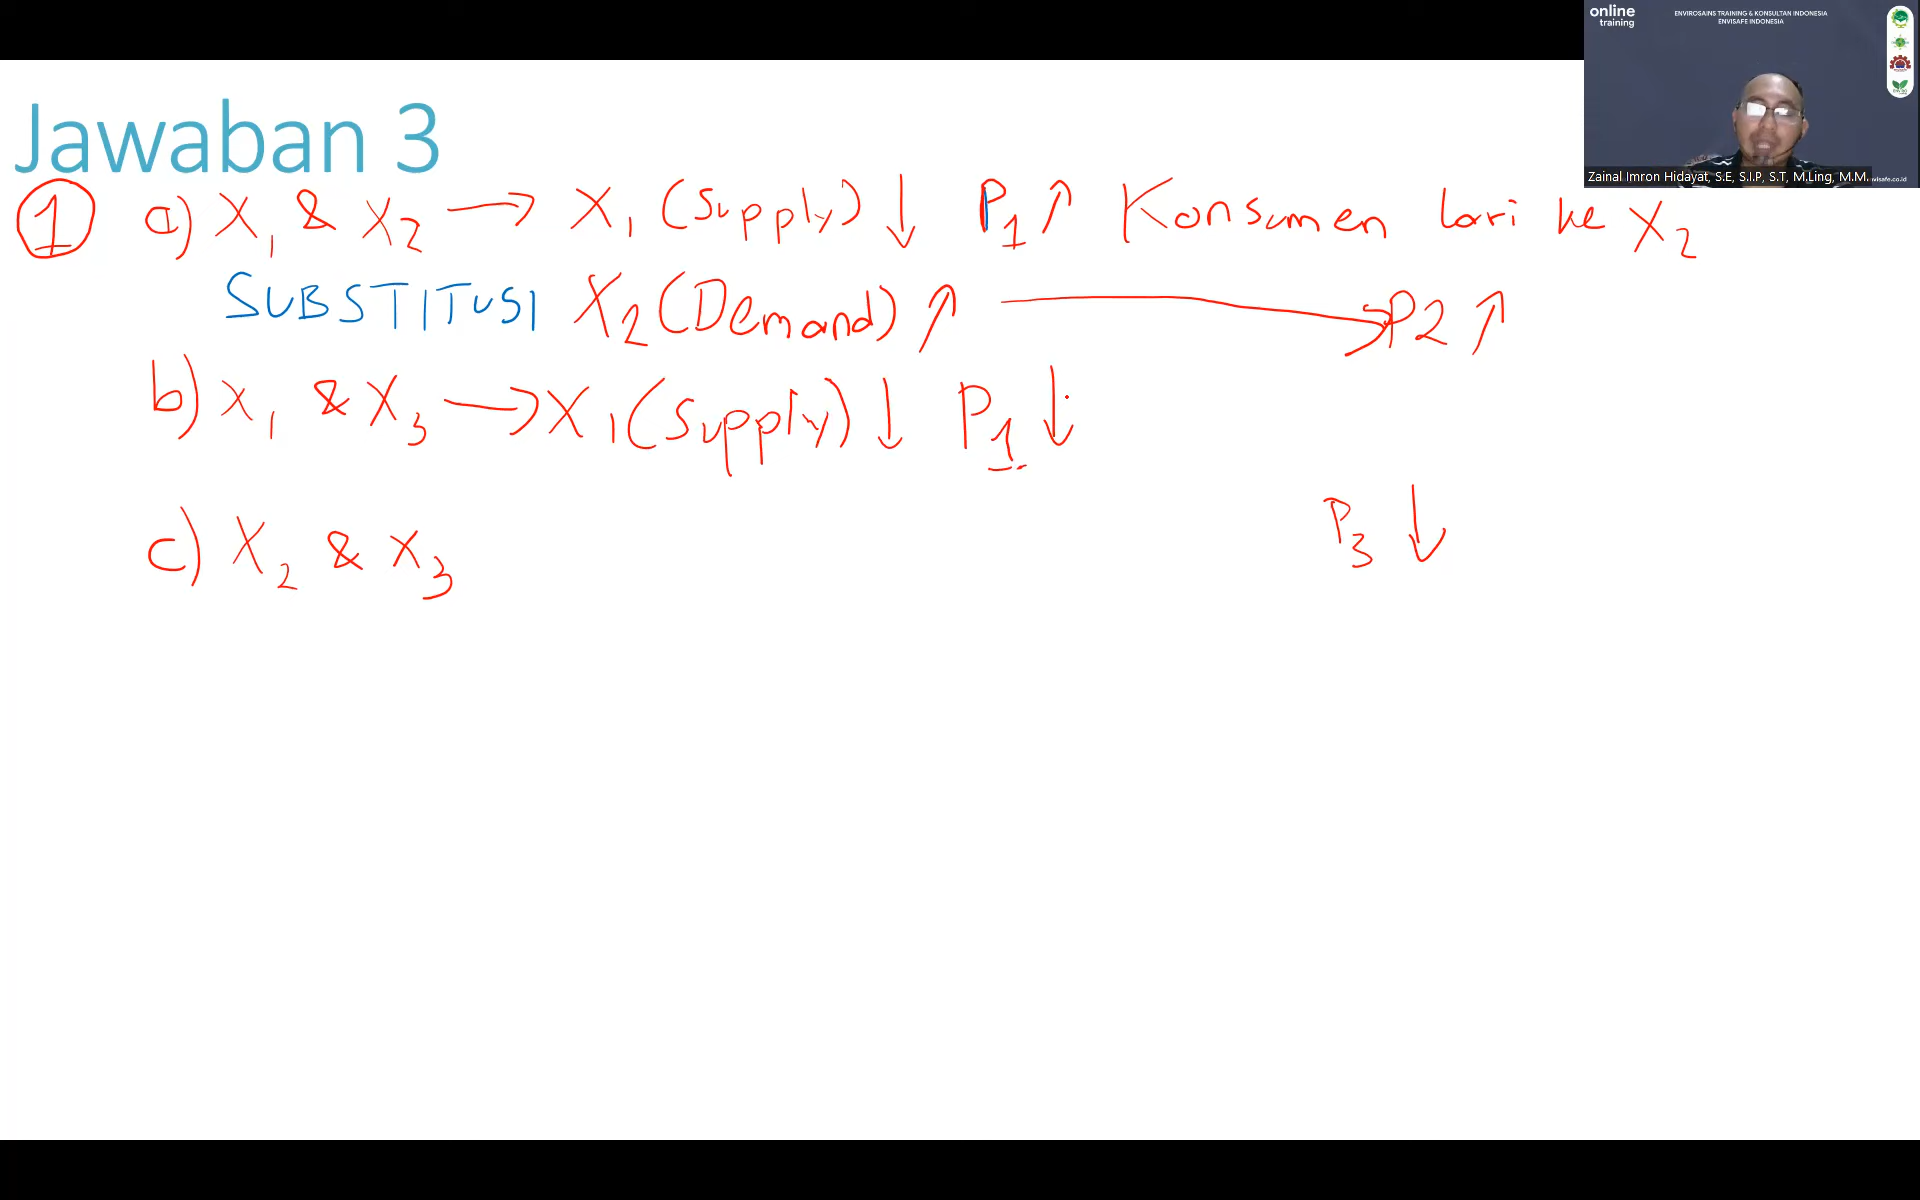 online
training
ENVIROSAINS TRAINING & KONSULTAN INDONESIA
ENVISAFE INDONESIA
Zainal Imron Hidayat, S.E, S.I.P, S.T, M.Ling, M.M.
Jawaban 3
1 a) X1 & X2 → X1 (Supply) ↓ P1 ↑ Konsumen lari ke X2
SUBSTITUSI X2 (Demand) ↑ → P2 ↑
b) X1 & X3 → X1 (Supply) ↓ P1 ↓
P3 ↓
c) X2 & X3